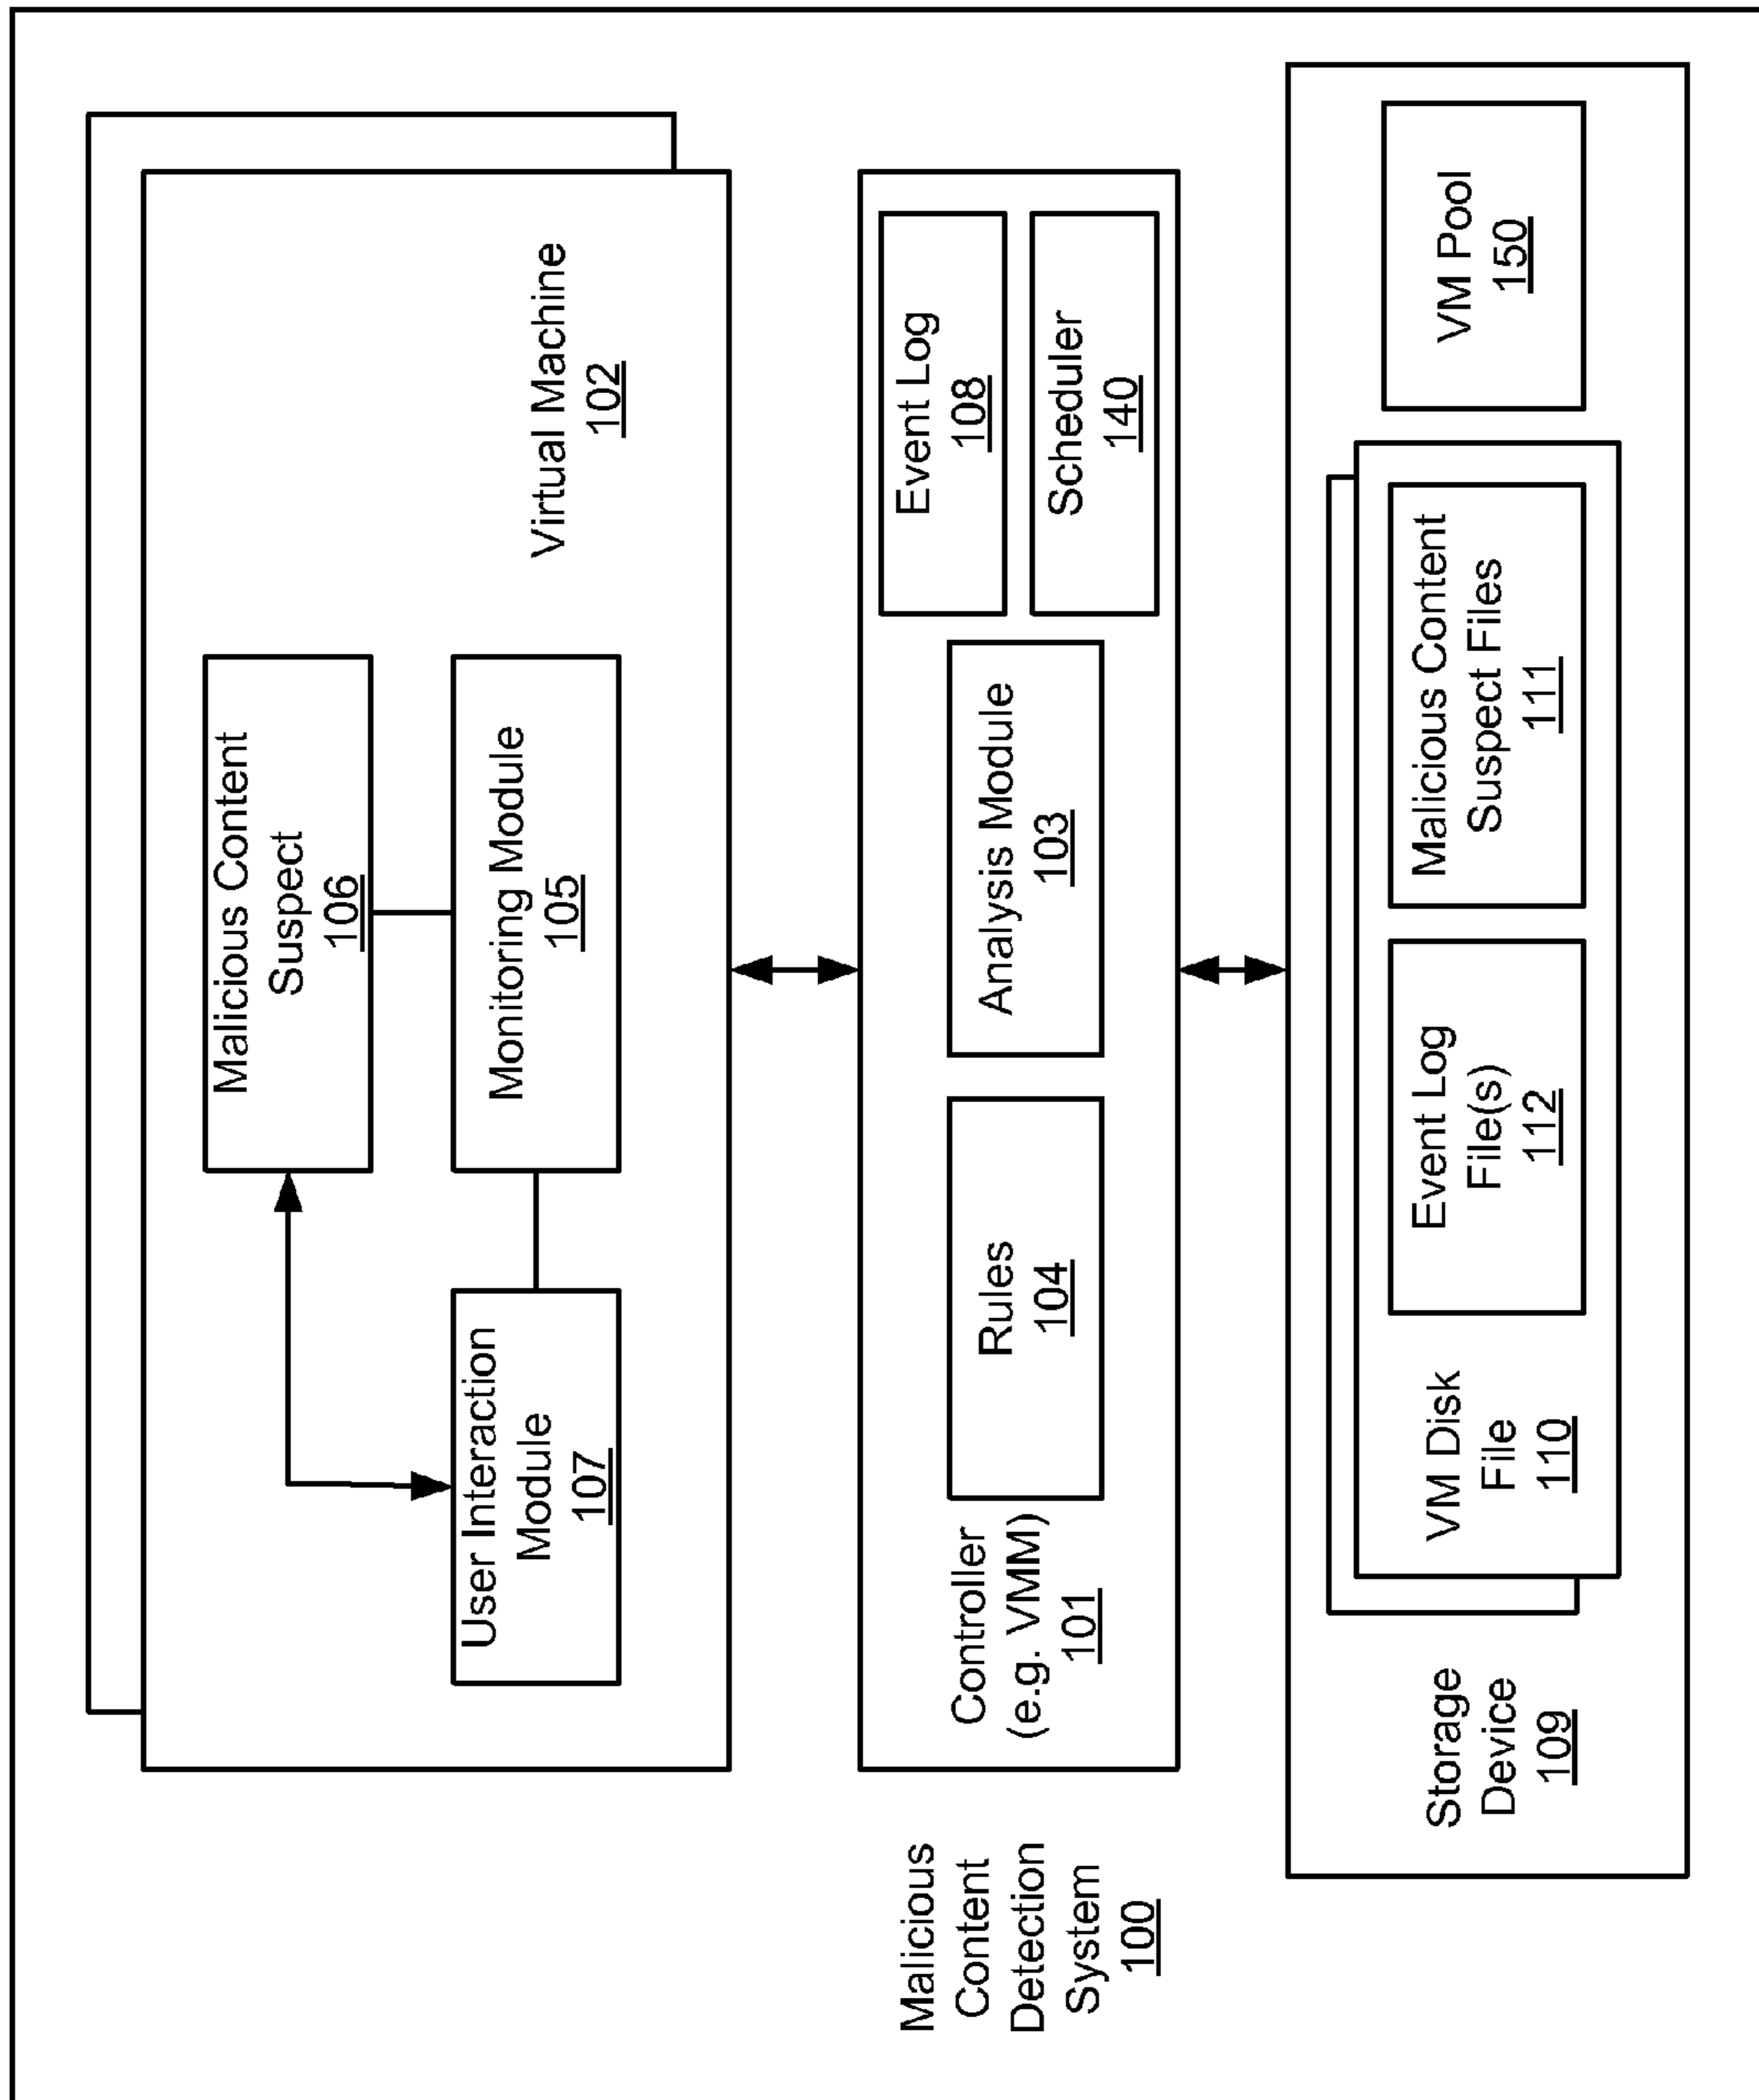 Malicious Content
Suspect
106
User Interaction
Module
107
Monitoring Module
105
Virtual Machine
102
Malicious
Content
Detection
System
100
Controller
(e.g. VMM)
101
Rules
104
Analysis Module
103
Event Log
108
Scheduler
140
Storage
Device
109
VM Disk
File
110
Event Log
File(s)
112
Malicious Content
Suspect Files
111
VM Pool
150